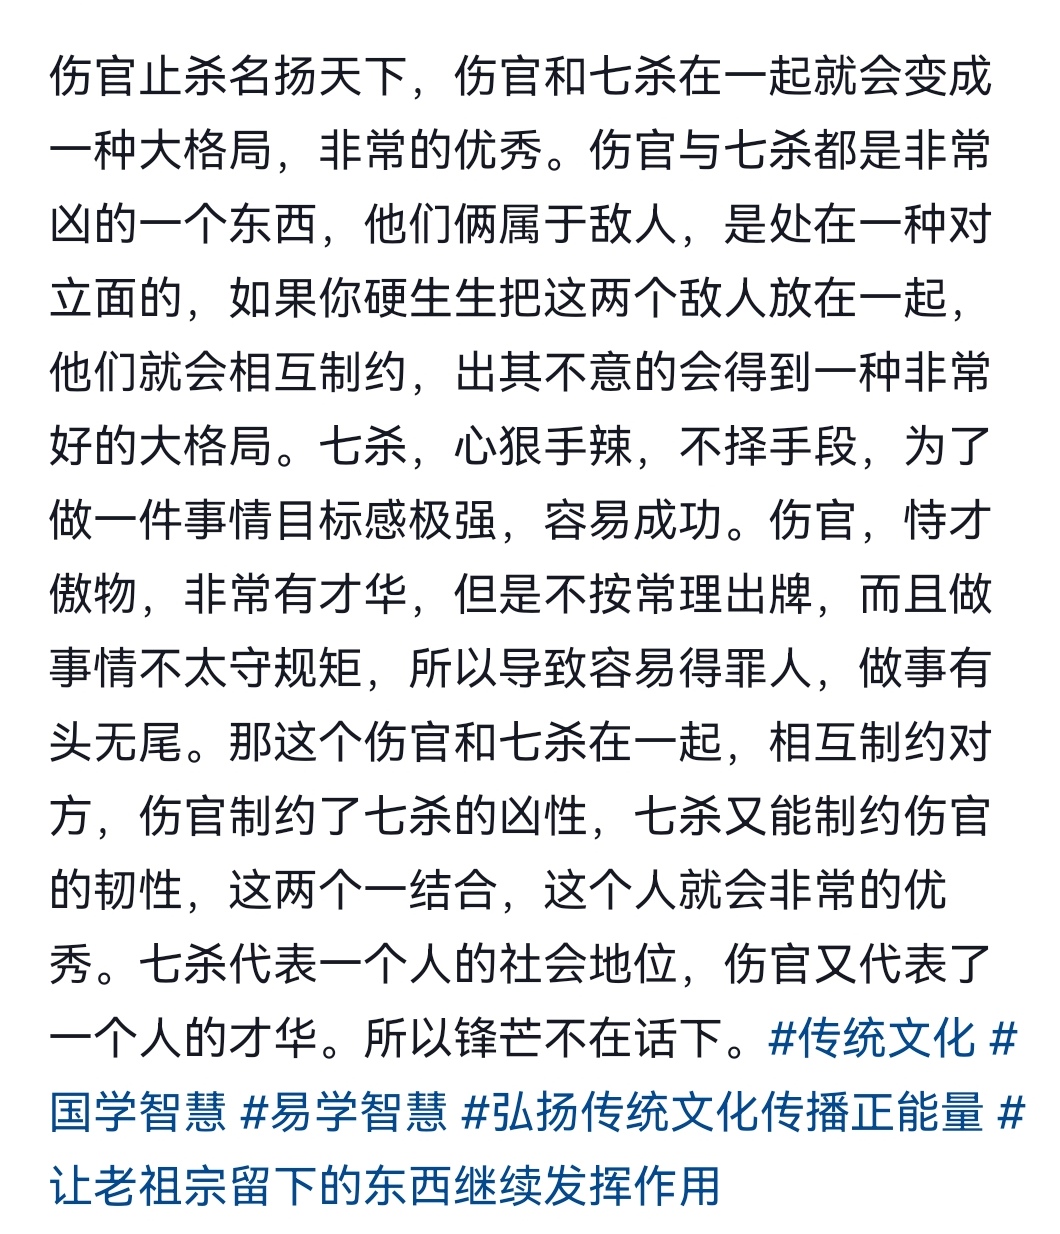 伤官止杀名扬天下，伤官和七杀在一起就会变成
一种大格局，非常的优秀。伤官与七杀都是非常
凶的一个东西，他们俩属于敌人，是处在一种对
立面的，如果你硬生生把这两个敌人放在一起，
他们就会相互制约，出其不意的会得到一种非常
好的大格局。七杀，心狠手辣，不择手段，为了
做一件事情目标感极强，容易成功。伤官，恃才
傲物，非常有才华，但是不按常理出牌，而且做
事情不太守规矩，所以导致容易得罪人，做事有
头无尾。那这个伤官和七杀在一起，相互制约对
方，伤官制约了七杀的凶性，七杀又能制约伤官
的韧性，这两个一结合，这个人就会非常的优
秀。七杀代表一个人的社会地位，伤官又代表了
一个人的才华。所以锋芒不在话下。#传统文化 #
国学智慧 #易学智慧 #弘扬传统文化传播正能量 #
让老祖宗留下的东西继续发挥作用